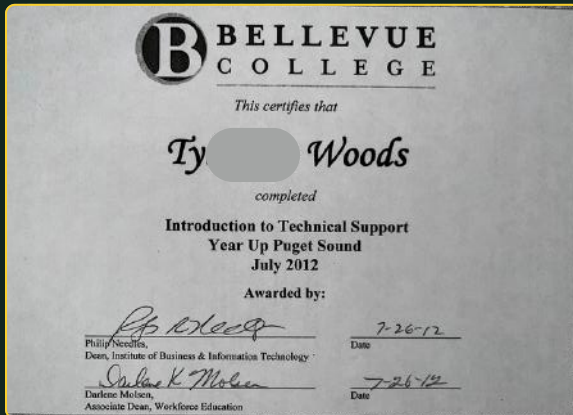 B BELLEVUE
COLLEGE
This certifies that
Ty Woods
completed
Introduction to Technical Support
Year Up Puget Sound
July 2012
Awarded by:
7-26-12
Philip Needles, Date
Dean, Institute of Business & Information Technology
Darlene K Molsen 7-26-12
Darlene Molsen, Date
Associate Dean, Workforce Education